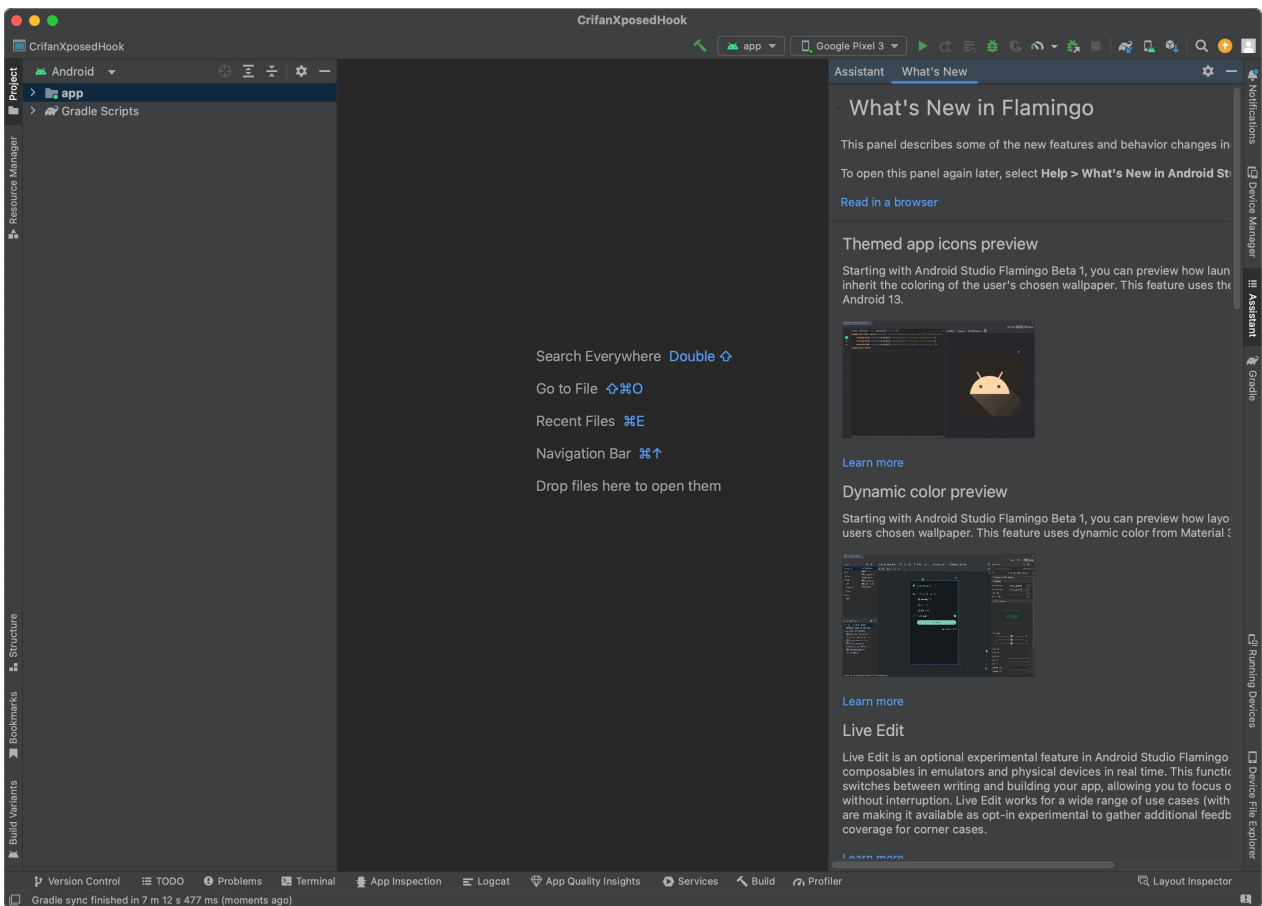 CrifanXposedHook
CrifanXposedHook
app
Google Pixel 3
Project
Resource Manager
Structure
Bookmarks
Build Variants
Android
app
Gradle Scripts
Search Everywhere Double ⇧
Go to File ⇧⌘O
Recent Files ⌘E
Navigation Bar ⌘↑
Drop files here to open them
Assistant What's New
What's New in Flamingo
This panel describes some of the new features and behavior changes in
To open this panel again later, select Help > What's New in Android St
Read in a browser
Themed app icons preview
Starting with Android Studio Flamingo Beta 1, you can preview how laun
inherit the coloring of the user's chosen wallpaper. This feature uses the
Android 13.
Learn more
Dynamic color preview
Starting with Android Studio Flamingo Beta 1, you can preview how layo
users chosen wallpaper. This feature uses dynamic color from Material 3
Learn more
Live Edit
Live Edit is an optional experimental feature in Android Studio Flamingo
composables in emulators and physical devices in real time. This functio
switches between writing and building your app, allowing you to focus o
without interruption. Live Edit works for a wide range of use cases (with
are making it available as opt-in experimental to gather additional feedb
coverage for corner cases.
Learn more
Notifications
Device Manager
Assistant
Gradle
Running Devices
Device File Explorer
Version Control TODO Problems Terminal App Inspection Logcat App Quality Insights Services Build Profiler Layout Inspector
Gradle sync finished in 7 m 12 s 477 ms (moments ago)